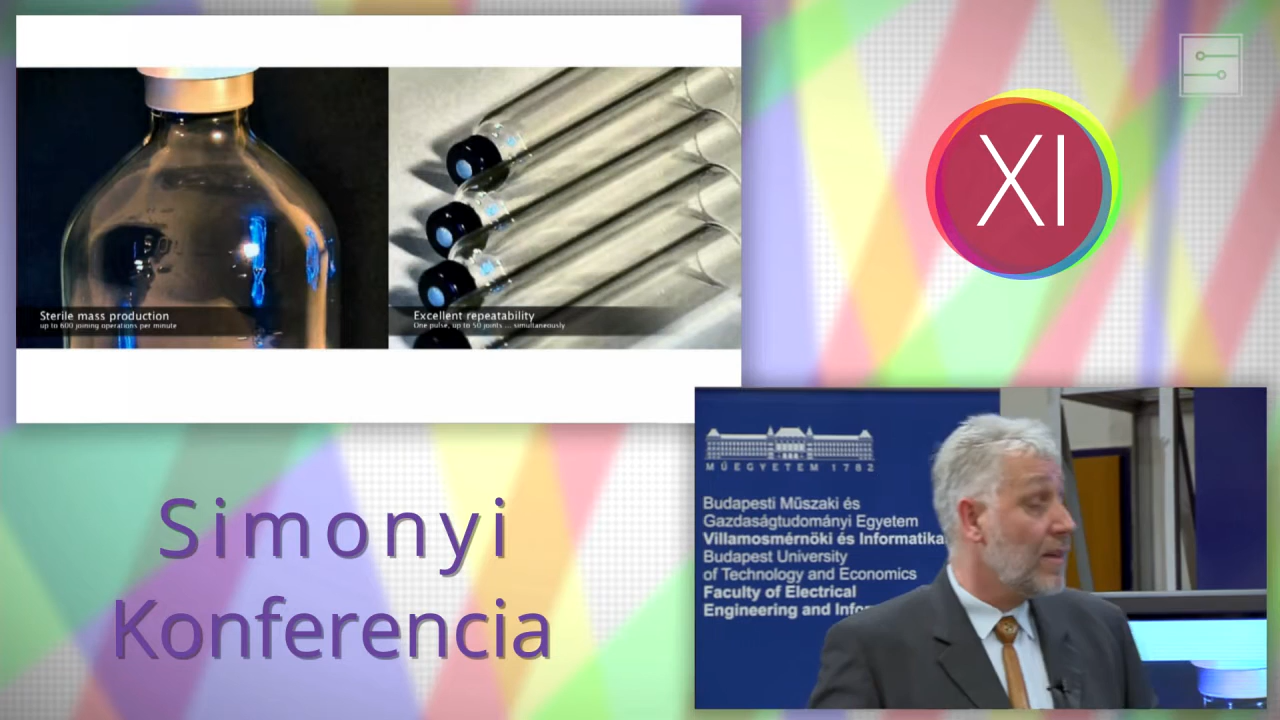 Sterile mass production
up to 600 joining operations per minute
Excellent repeatability
One pulse, up to 50 joints ... simultaneously
XI
Simonyi
Konferencia
MŰEGYETEM 1782
Budapesti Műszaki és
Gazdaságtudományi Egyetem
Villamosmérnöki és Informatikai
Budapest University
of Technology and Economics
Faculty of Electrical
Engineering and